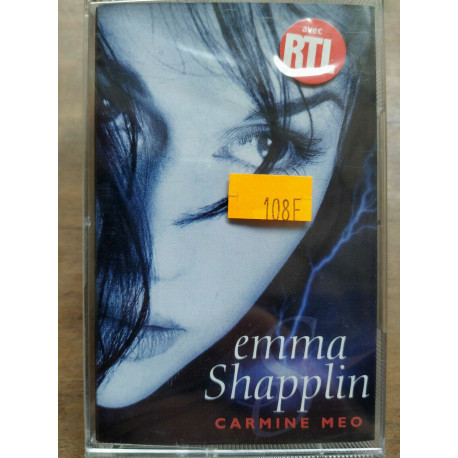 avec
RTL
108F
emma
Shapplin
CARMINE MEO